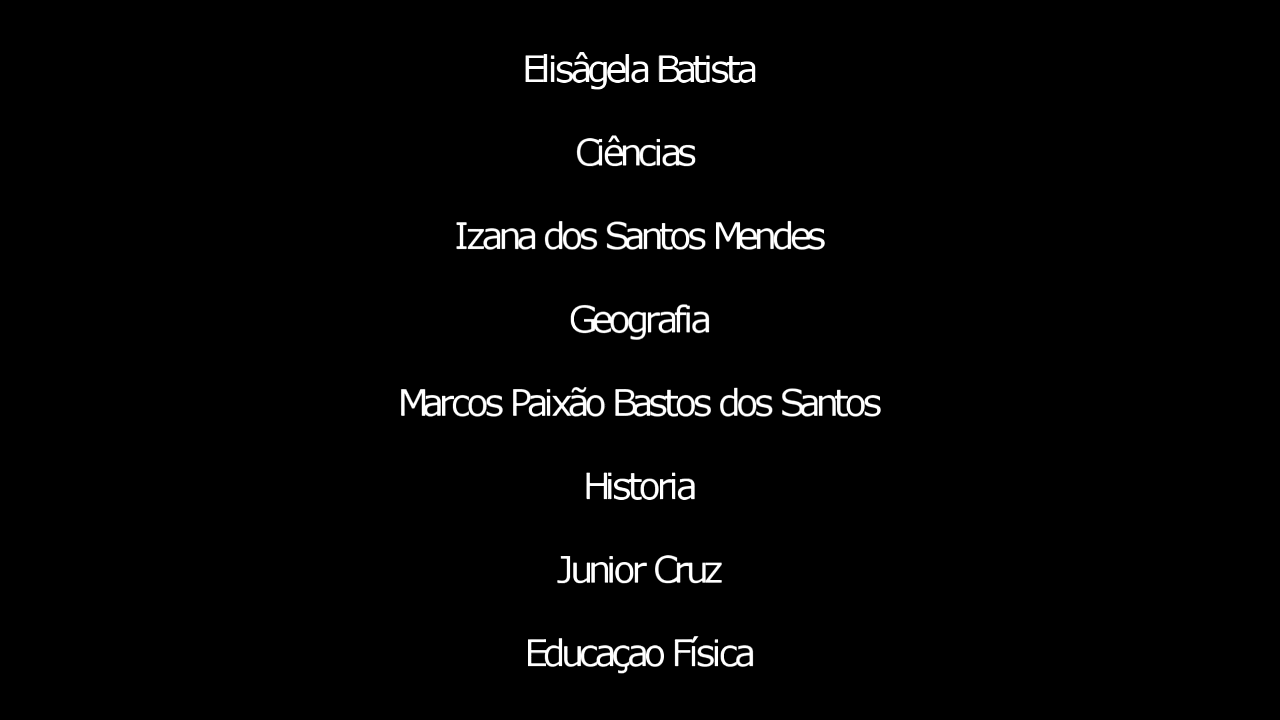 Elisâgela Batista
Ciências
Izana dos Santos Mendes
Geografia
Marcos Paixão Bastos dos Santos
Historia
Junior Cruz
Educaçao Física